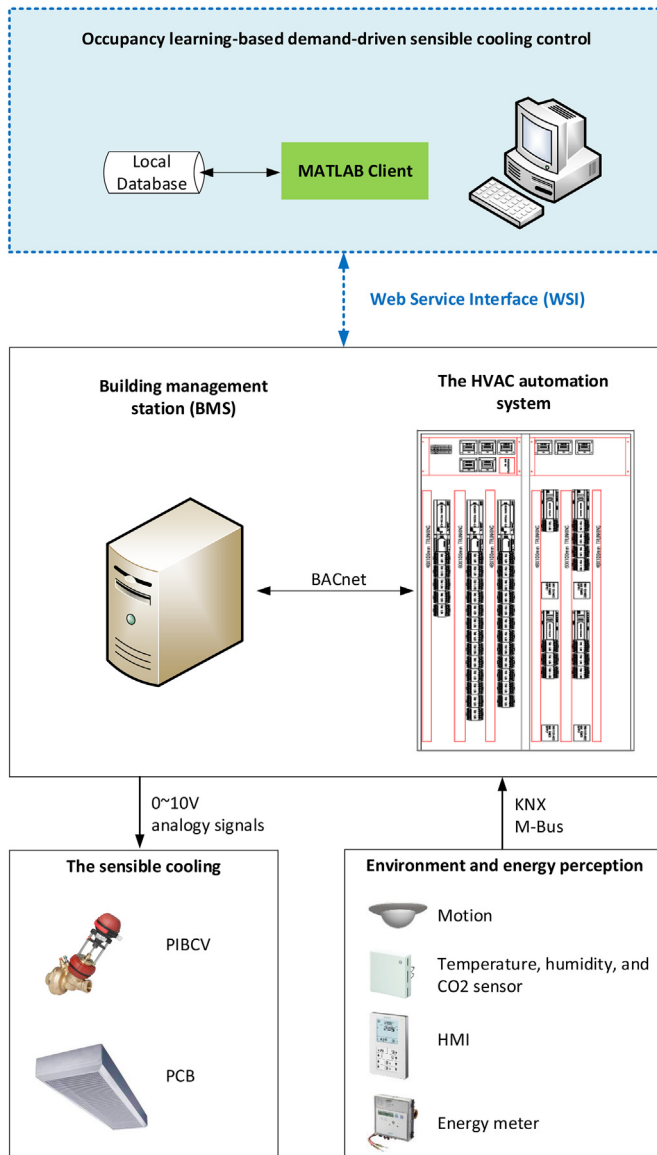 Occupancy learning-based demand-driven sensible cooling control
Local
Database
MATLAB Client
Web Service Interface (WSI)
Building management
station (BMS)
The HVAC automation
system
BACnet
0~10V
analogy signals
KNX
M-Bus
The sensible cooling
PIBCV
PCB
Environment and energy perception
Motion
Temperature, humidity, and
CO2 sensor
HMI
Energy meter